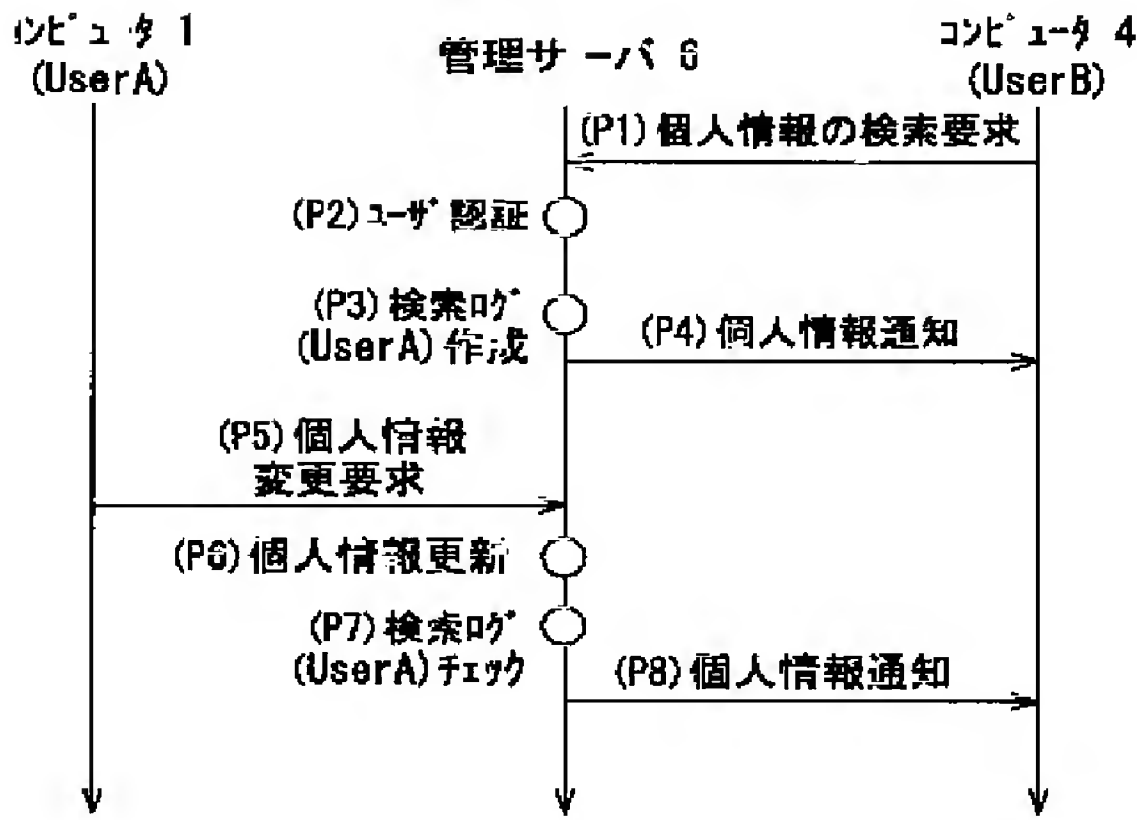 ｺﾝﾋﾟｭｰﾀ 1
(UserA)
管理サーバ 6
ｺﾝﾋﾟｭｰﾀ 4
(UserB)
(P1) 個人情報の検索要求
(P2) ﾕｰｻﾞ認証
(P3) 検索ﾛｸﾞ
(UserA) 作成
(P4) 個人情報通知
(P5) 個人情報
変更要求
(P6) 個人情報更新
(P7) 検索ﾛｸﾞ
(UserA) ﾁｪｯｸ
(P8) 個人情報通知